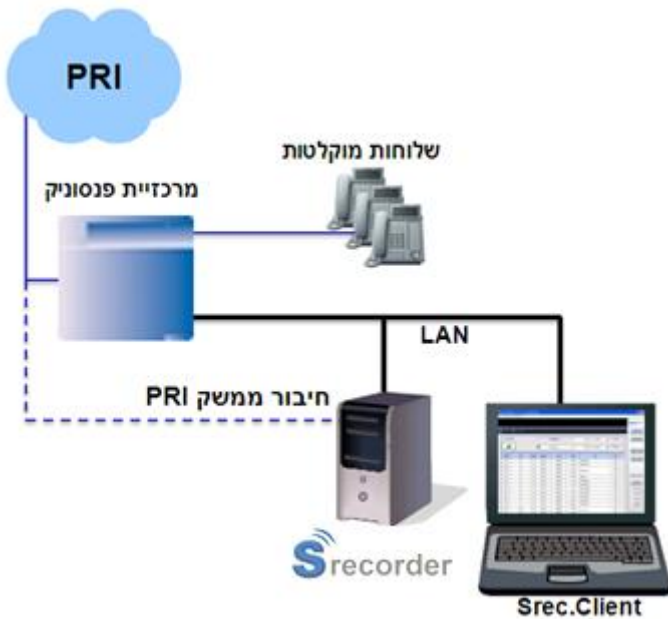 PRI
שלוחות מוקלטות
מרכזיית פנסוניק
LAN
חיבור ממשק PRI
Srecorder
Srec.Client